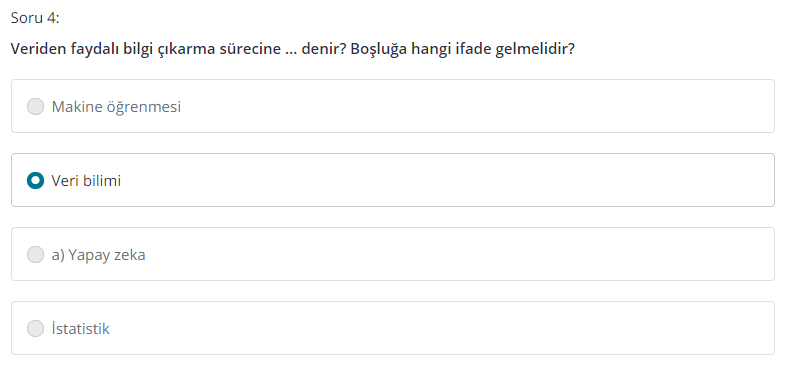 Soru 4:
Veriden faydalı bilgi çıkarma sürecine ... denir? Boşluğa hangi ifade gelmelidir?
Makine öğrenmesi
Veri bilimi
a) Yapay zeka
İstatistik